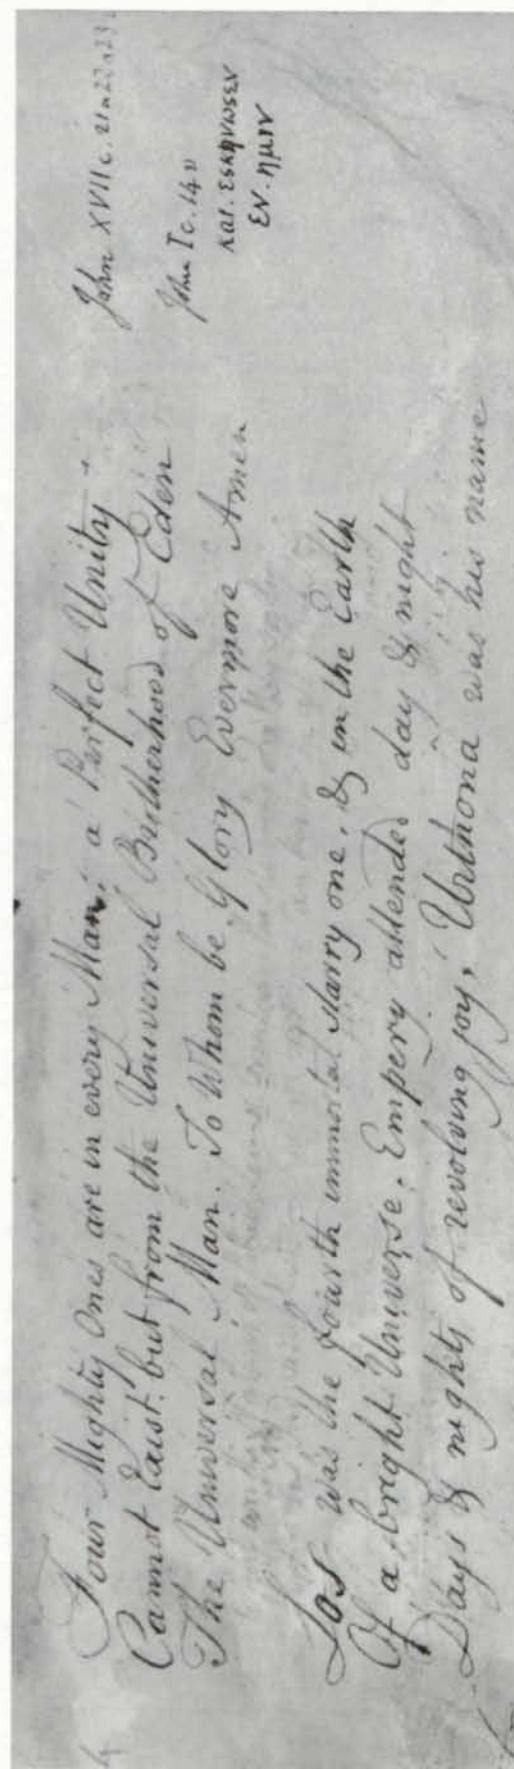 Four Mighty Ones are in every Man; a Perfect Unity
John XVII c. 21 & 22 & 23 v
Cannot Exist. but from the Universal Brotherhood of Eden
John I c. 14 v
The Universal Man. To Whom be Glory Evermore Amen
και. εσκηνωσεν
εν. ημιν
Los was the fourth immortal starry one, & in the Earth
Of a bright Universe, Empery attended day & night
Days & nights of revolving joy, Urthona was his name